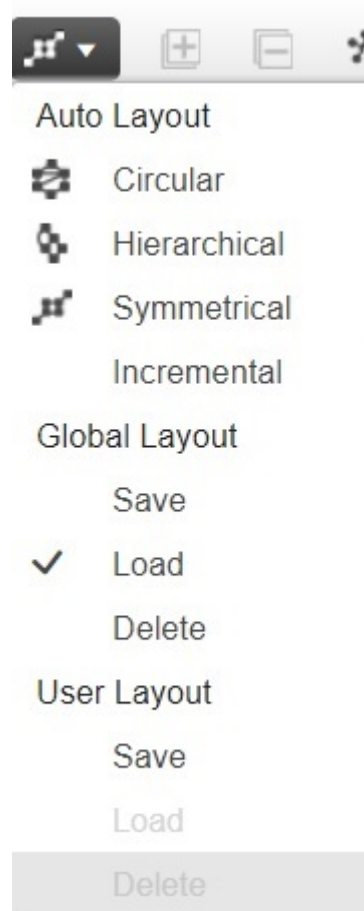 Auto Layout
Circular
Hierarchical
Symmetrical
Incremental
Global Layout
Save
Load
Delete
User Layout
Save
Load
Delete